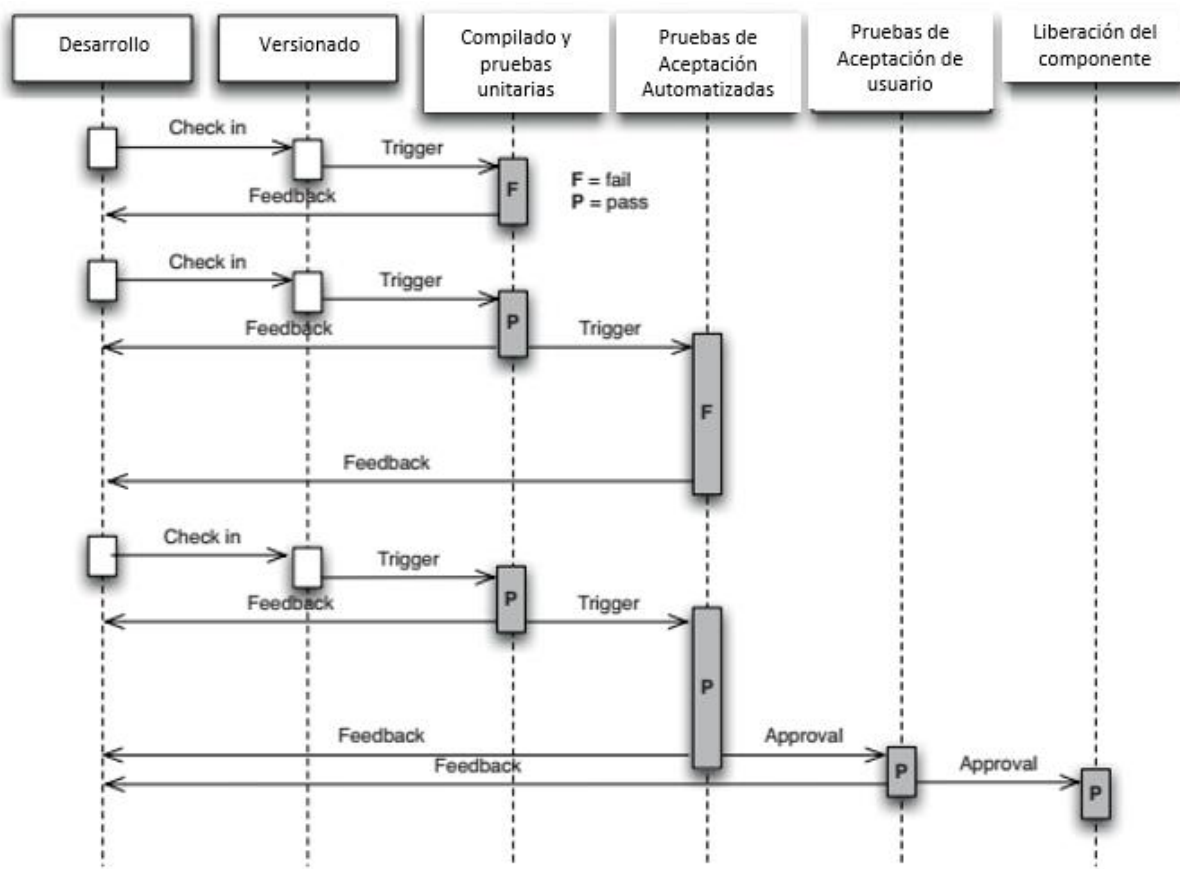 Desarrollo
Versionado
Compilado y
pruebas
unitarias
Pruebas de
Aceptación
Automatizadas
Pruebas de
Aceptación de
usuario
Liberación del
componente
Check in
Trigger
F
F = fail
P = pass
Feedback
Check in
Trigger
P
Feedback
Trigger
F
Feedback
Check in
Trigger
P
Feedback
Trigger
P
Feedback
Approval
Feedback
P
Approval
P